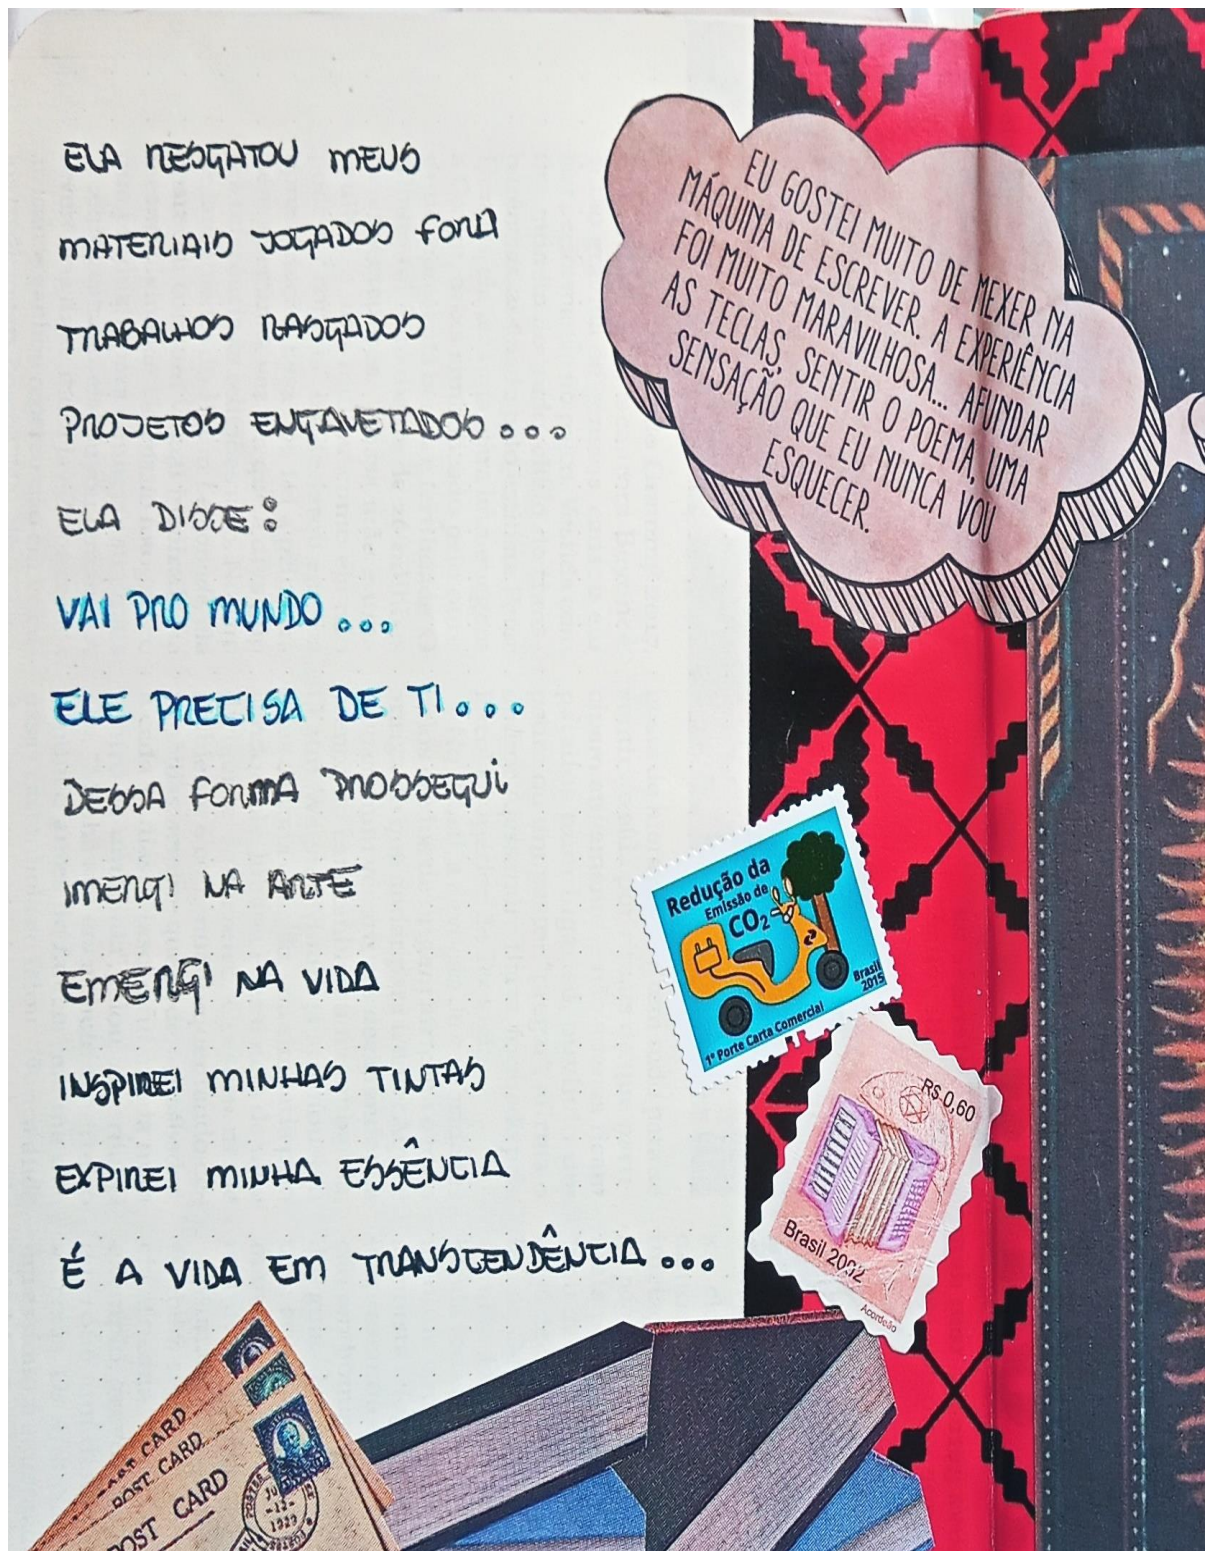 ELA RESGATOU MEUS
MATERIAIS JOGADOS FORA
TRABALHOS RASGADOS
PROJETOS ENGAVETADOS...
ELA DISSE:
VAI PRO MUNDO...
ELE PRECISA DE TI...
DESSA FORMA PROSSEGUI
IMERGI NA ARTE
EMERGI NA VIDA
INSPIREI MINHAS TINTAS
EXPIREI MINHA ESSÊNCIA
É A VIDA EM TRANSCENDÊNCIA...
EU GOSTEI MUITO DE MEXER NA
MÁQUINA DE ESCREVER. A EXPERIÊNCIA
FOI MUITO MARAVILHOSA... AFUNDAR
AS TECLAS, SENTIR O POEMA, UMA
SENSAÇÃO QUE EU NUNCA VOU
ESQUECER.
Redução da
Emissão de
CO₂
Brasil
2015
1º Porte Carta Comercial
R$ 0,60
Brasil 2002
Acordeão
CARD
POST CARD
POST CARD
1929